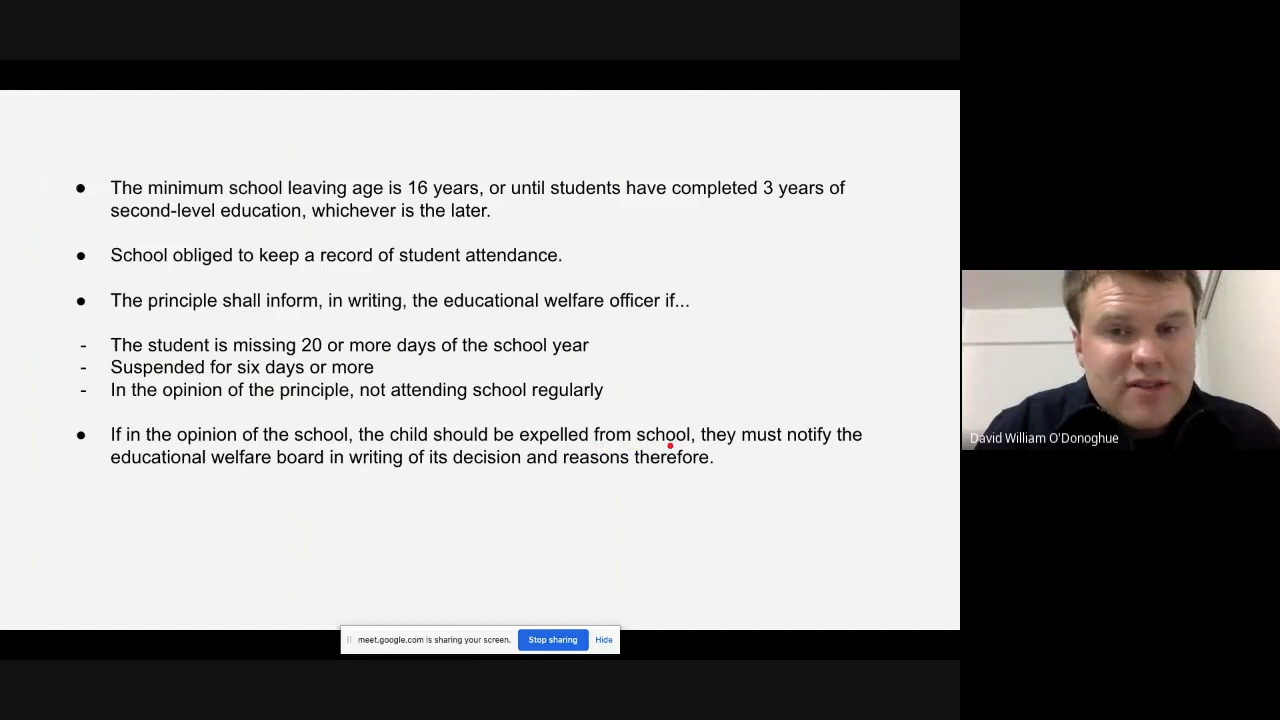 ● The minimum school leaving age is 16 years, or until students have completed 3 years of
second-level education, whichever is the later.
● School obliged to keep a record of student attendance.
● The principle shall inform, in writing, the educational welfare officer if...
- The student is missing 20 or more days of the school year
- Suspended for six days or more
- In the opinion of the principle, not attending school regularly
● If in the opinion of the school, the child should be expelled from school, they must notify the
educational welfare board in writing of its decision and reasons therefore.
David William O'Donoghue
meet.google.com is sharing your screen. Stop sharing Hide